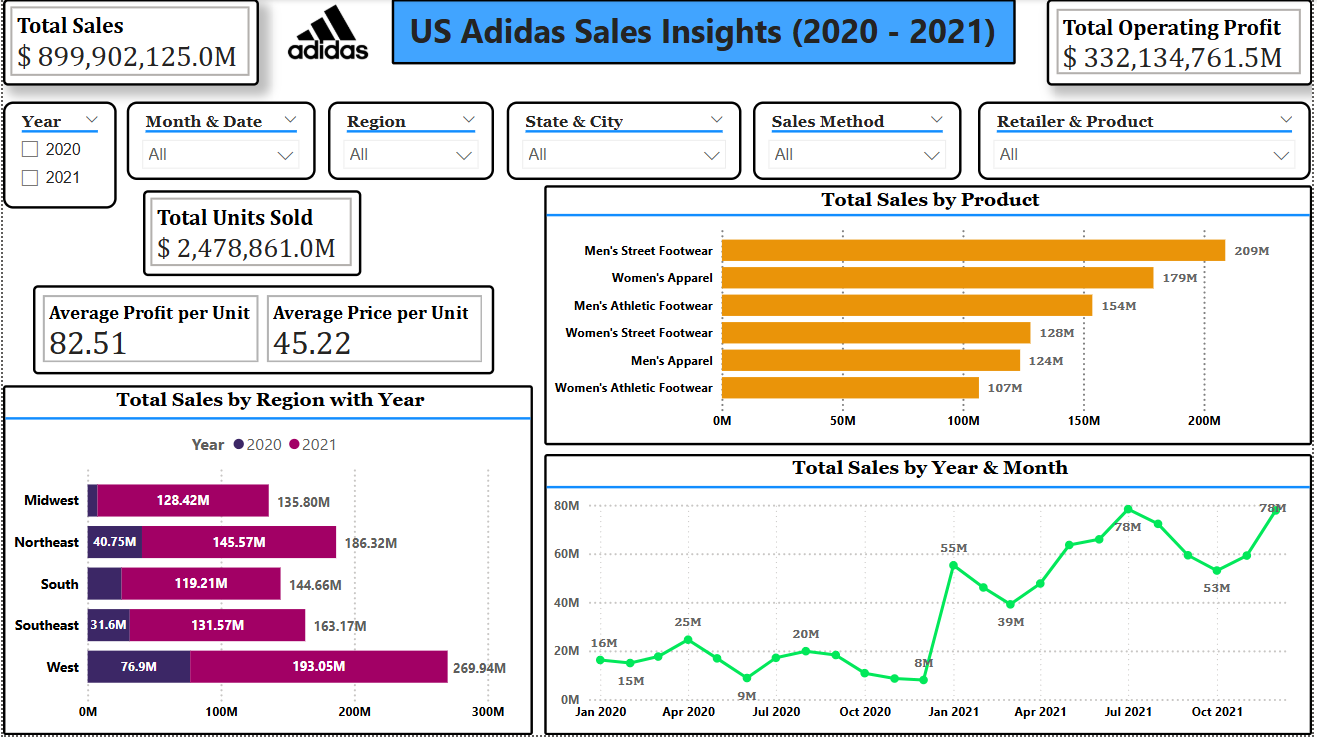 Total Sales
$ 899,902,125.0M
adidas
US Adidas Sales Insights (2020 - 2021)
Total Operating Profit
$ 332,134,761.5M
Year
2020
2021
Month & Date
All
Region
All
State & City
All
Sales Method
All
Retailer & Product
All
Total Units Sold
$ 2,478,861.0M
Average Profit per Unit
82.51
Average Price per Unit
45.22
Total Sales by Product
Men's Street Footwear 209M
Women's Apparel 179M
Men's Athletic Footwear 154M
Women's Street Footwear 128M
Men's Apparel 124M
Women's Athletic Footwear 107M
0M 50M 100M 150M 200M
Total Sales by Region with Year
Year 2020 2021
Midwest 128.42M 135.80M
Northeast 40.75M 145.57M 186.32M
South 119.21M 144.66M
Southeast 31.6M 131.57M 163.17M
West 76.9M 193.05M 269.94M
0M 100M 200M 300M
Total Sales by Year & Month
80M
60M
40M
20M
0M
16M
15M
25M
9M
20M
8M
55M
39M
78M
53M
78M
Jan 2020 Apr 2020 Jul 2020 Oct 2020 Jan 2021 Apr 2021 Jul 2021 Oct 2021